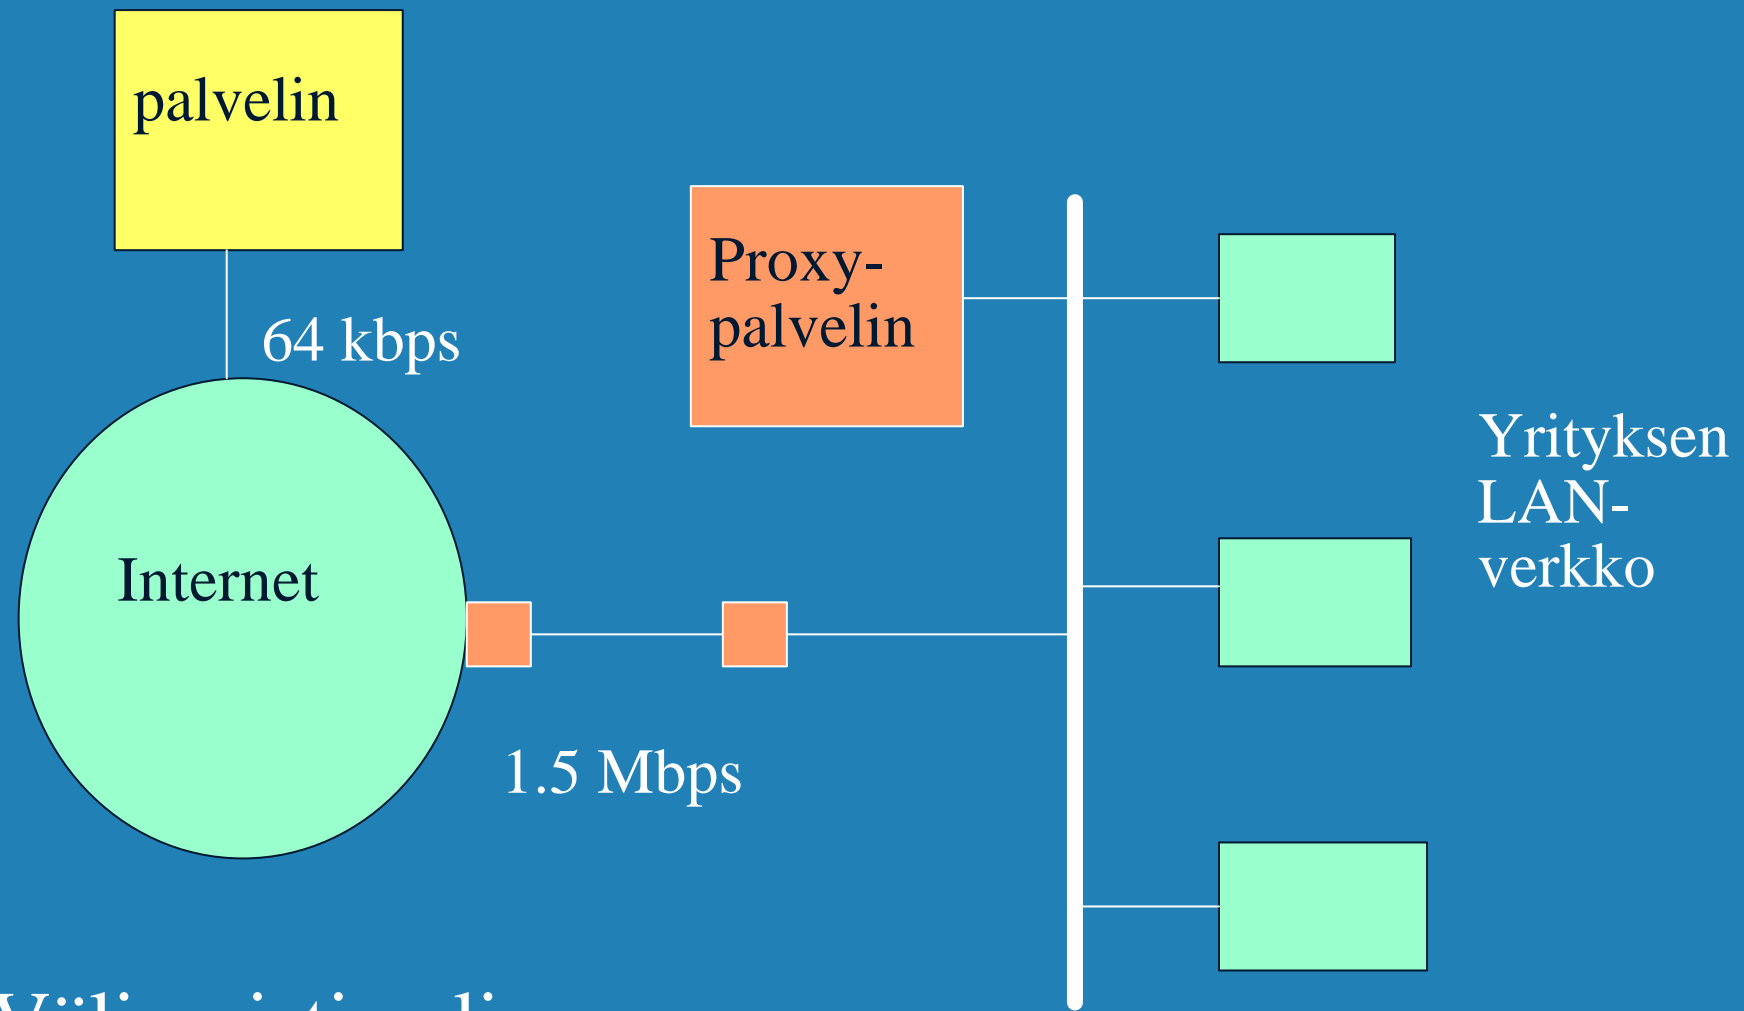 palvelin
64 kbps
Proxy-
palvelin
Yrityksen
LAN-
verkko
Internet
1.5 Mbps